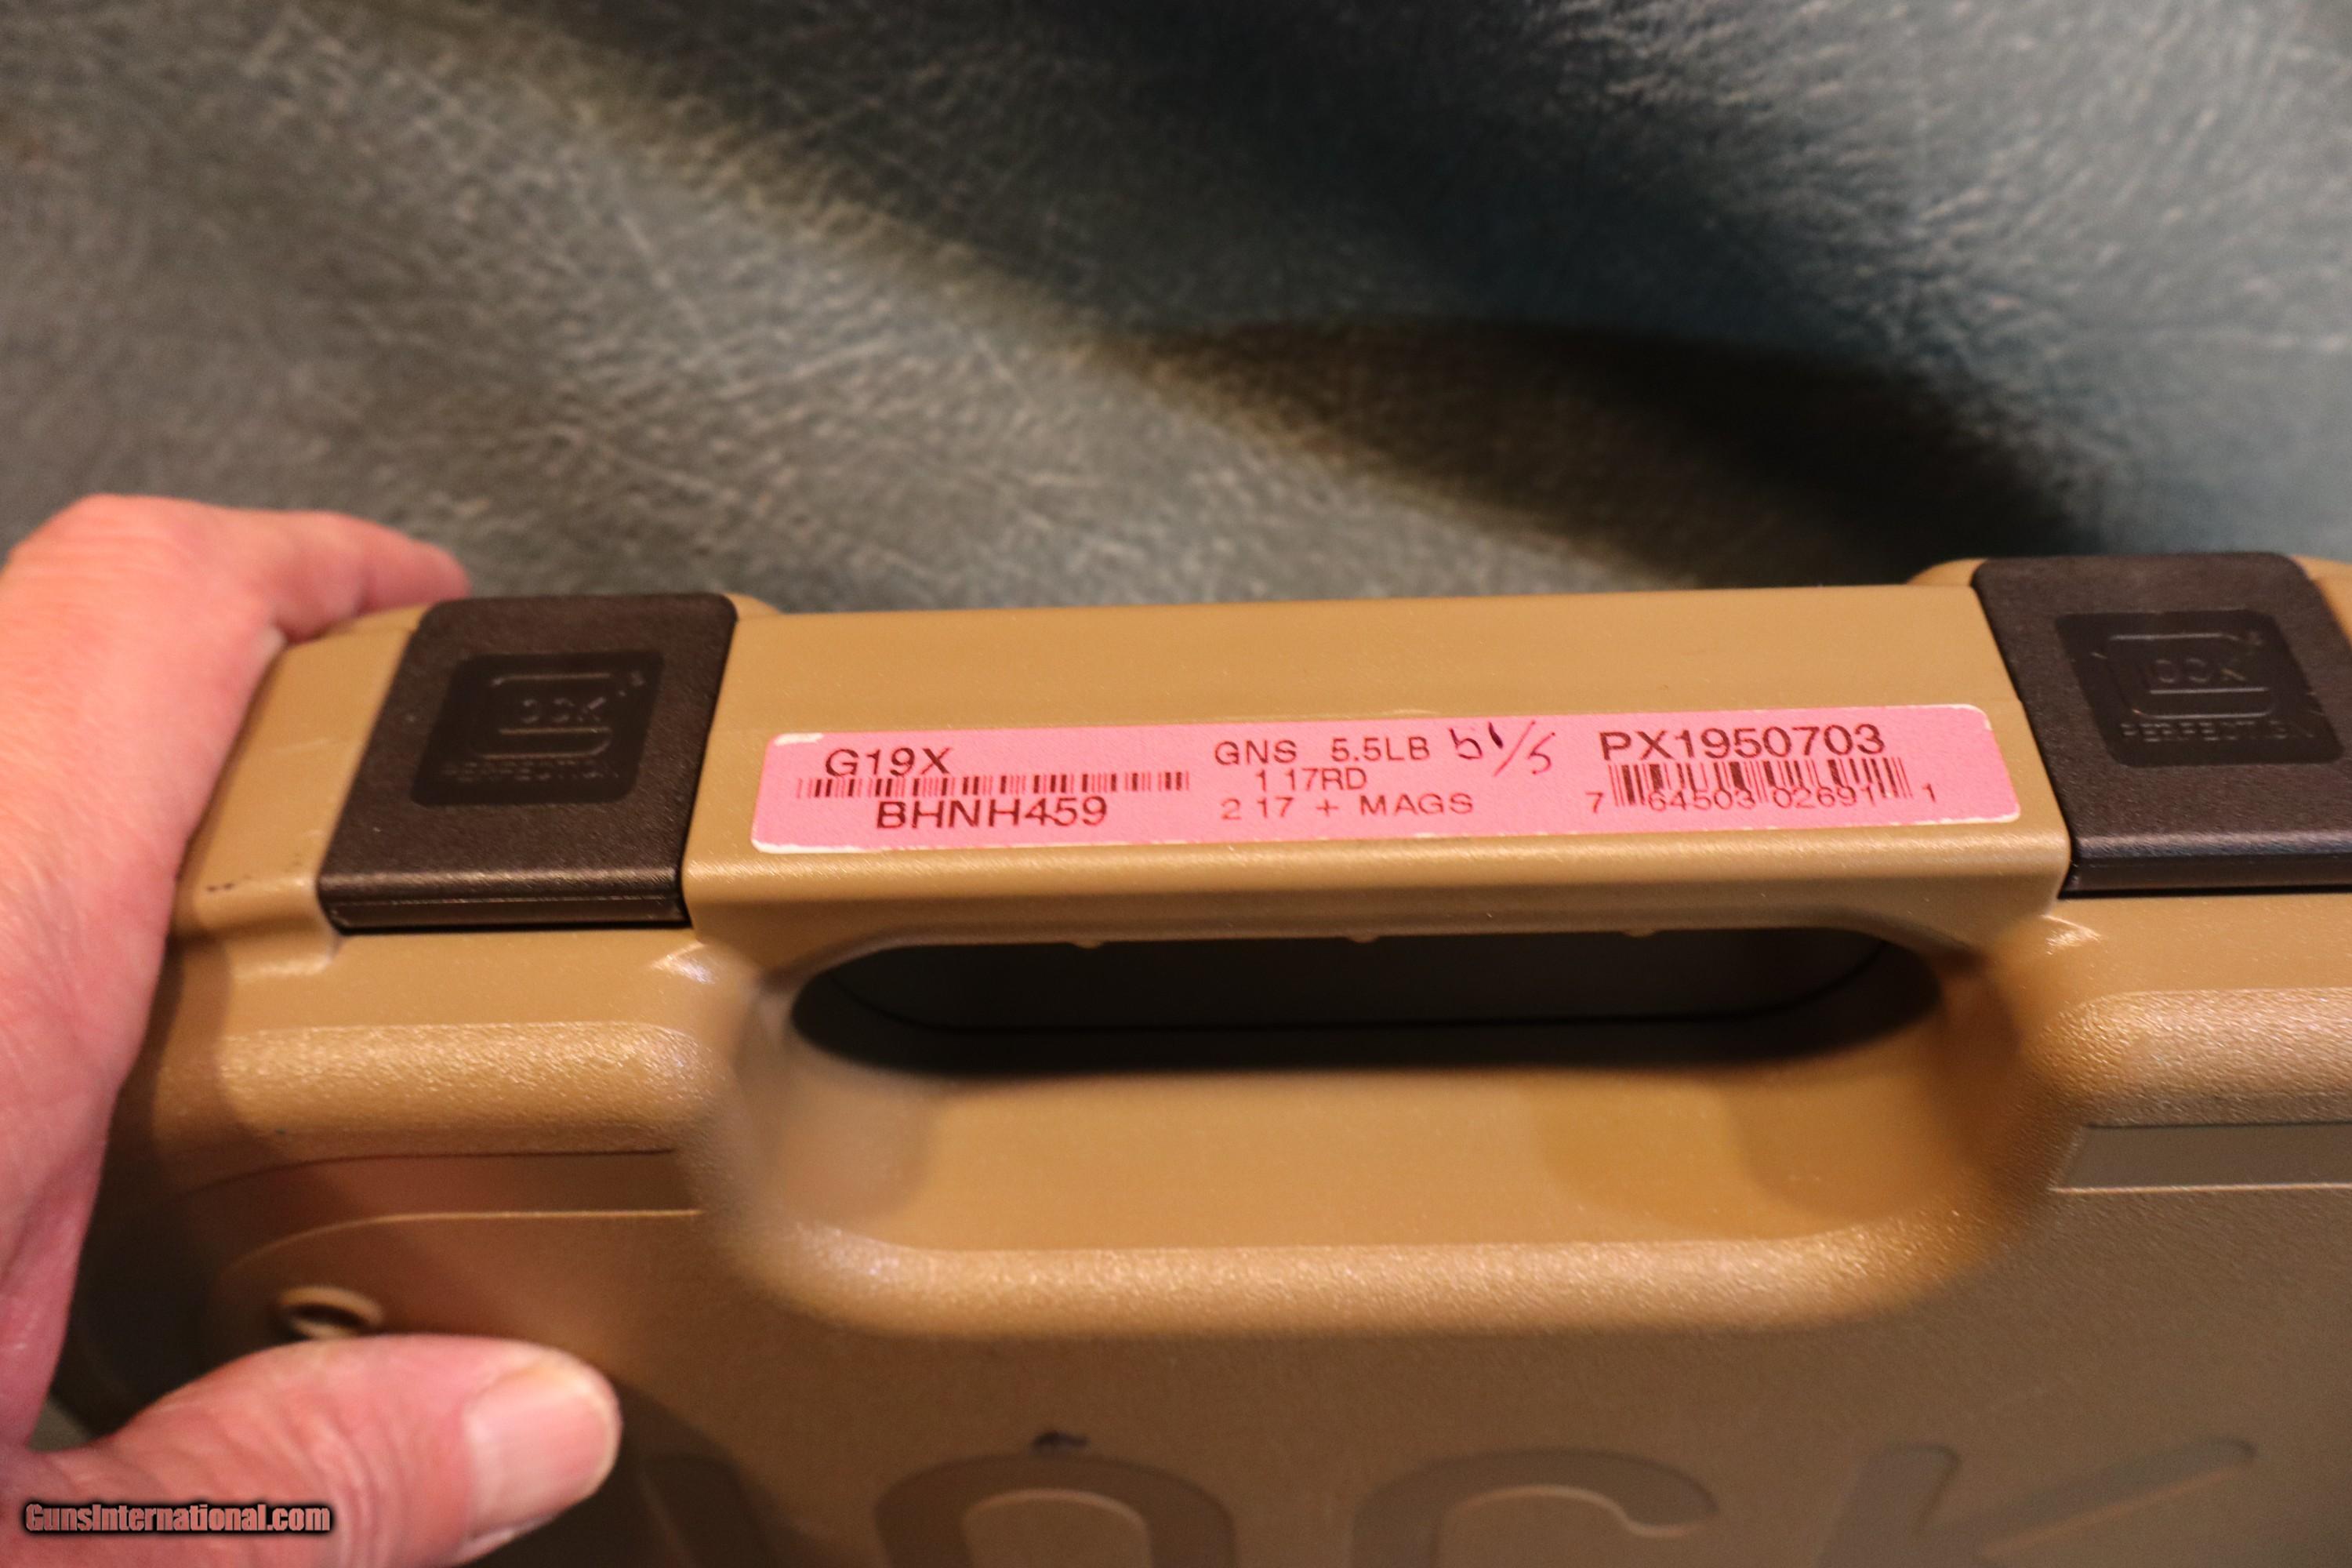 GLOCK
PERFECTION
GLOCK
PERFECTION
G19X
BHNH459
GNS 5.5LB
1 17RD
2 17 + MAGS
PX1950703
7 64503 02691 1
OCK
GunsInternational.com